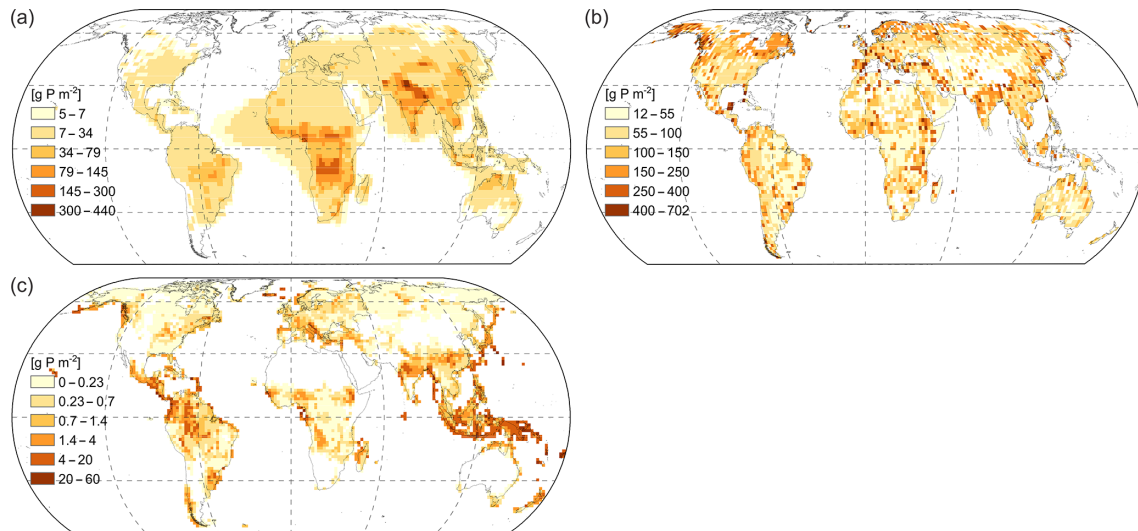 (a)
[g P m⁻²]
5 – 7
7 – 34
34 – 79
79 – 145
145 – 300
300 – 440
(b)
[g P m⁻²]
12 – 55
55 – 100
100 – 150
150 – 250
250 – 400
400 – 702
(c)
[g P m⁻²]
0 – 0.23
0.23 – 0.7
0.7 – 1.4
1.4 – 4
4 – 20
20 – 60